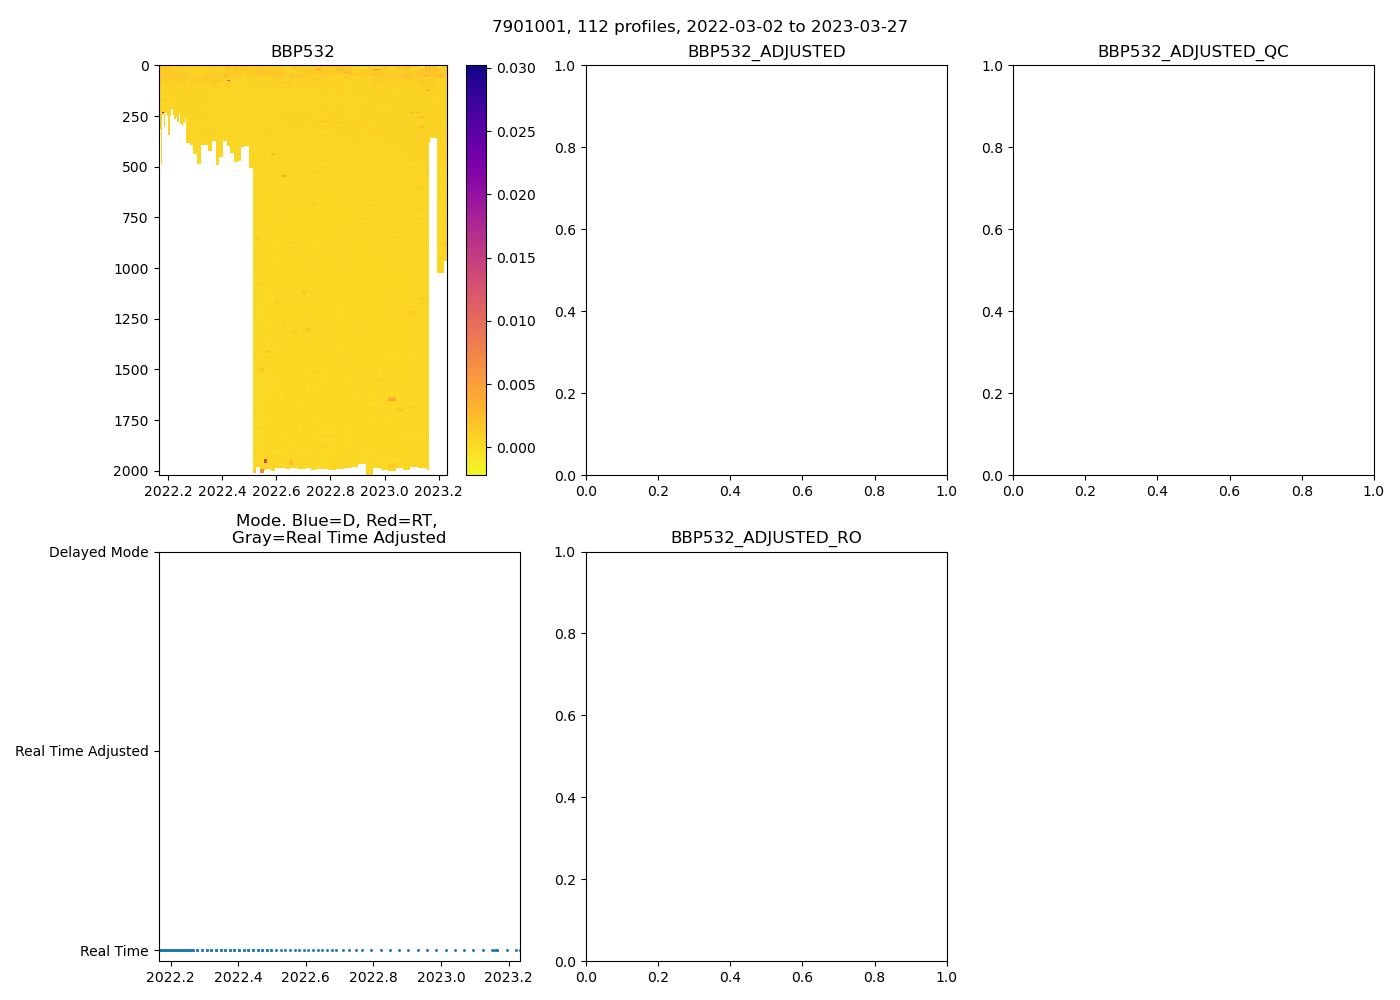 7901001, 112 profiles, 2022-03-02 to 2023-03-27
BBP532
BBP532_ADJUSTED
BBP532_ADJUSTED_QC
0
250
500
750
1000
1250
1500
1750
2000
2022.2 2022.4 2022.6 2022.8 2023.0 2023.2
0.030
0.025
0.020
0.015
0.010
0.005
0.000
1.0
0.8
0.6
0.4
0.2
0.0
0.0 0.2 0.4 0.6 0.8 1.0
1.0
0.8
0.6
0.4
0.2
0.0
0.0 0.2 0.4 0.6 0.8 1.0
Mode. Blue=D, Red=RT,
Gray=Real Time Adjusted
Delayed Mode
Real Time Adjusted
Real Time
2022.2 2022.4 2022.6 2022.8 2023.0 2023.2
BBP532_ADJUSTED_RO
1.0
0.8
0.6
0.4
0.2
0.0
0.0 0.2 0.4 0.6 0.8 1.0